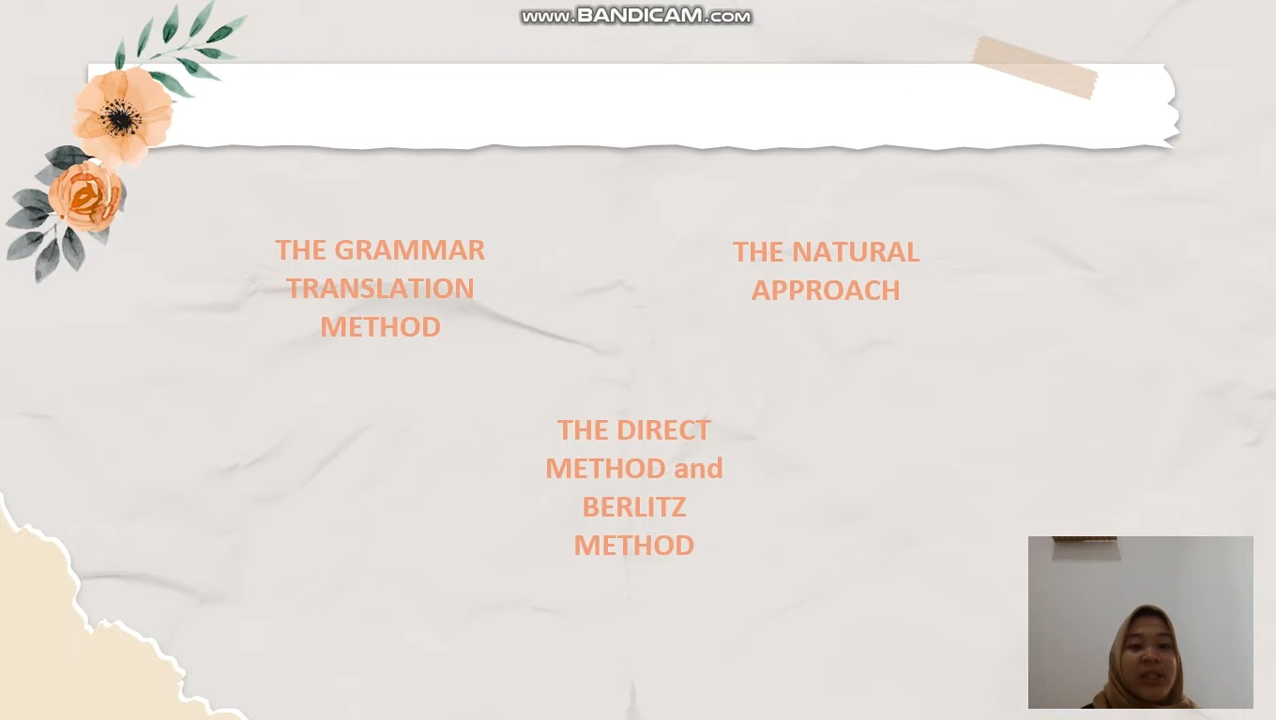 www.BANDICAM.com
THE GRAMMAR
TRANSLATION
METHOD
THE NATURAL
APPROACH
THE DIRECT
METHOD and
BERLITZ
METHOD